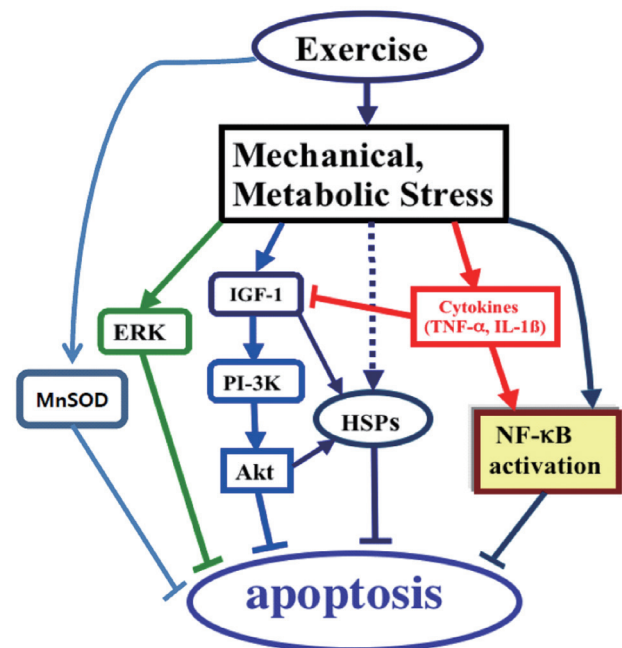 Exercise
Mechanical,
Metabolic Stress
IGF-1
Cytokines
(TNF-α, IL-1ß)
ERK
PI-3K
MnSOD
HSPs
NF-κB
activation
Akt
apoptosis